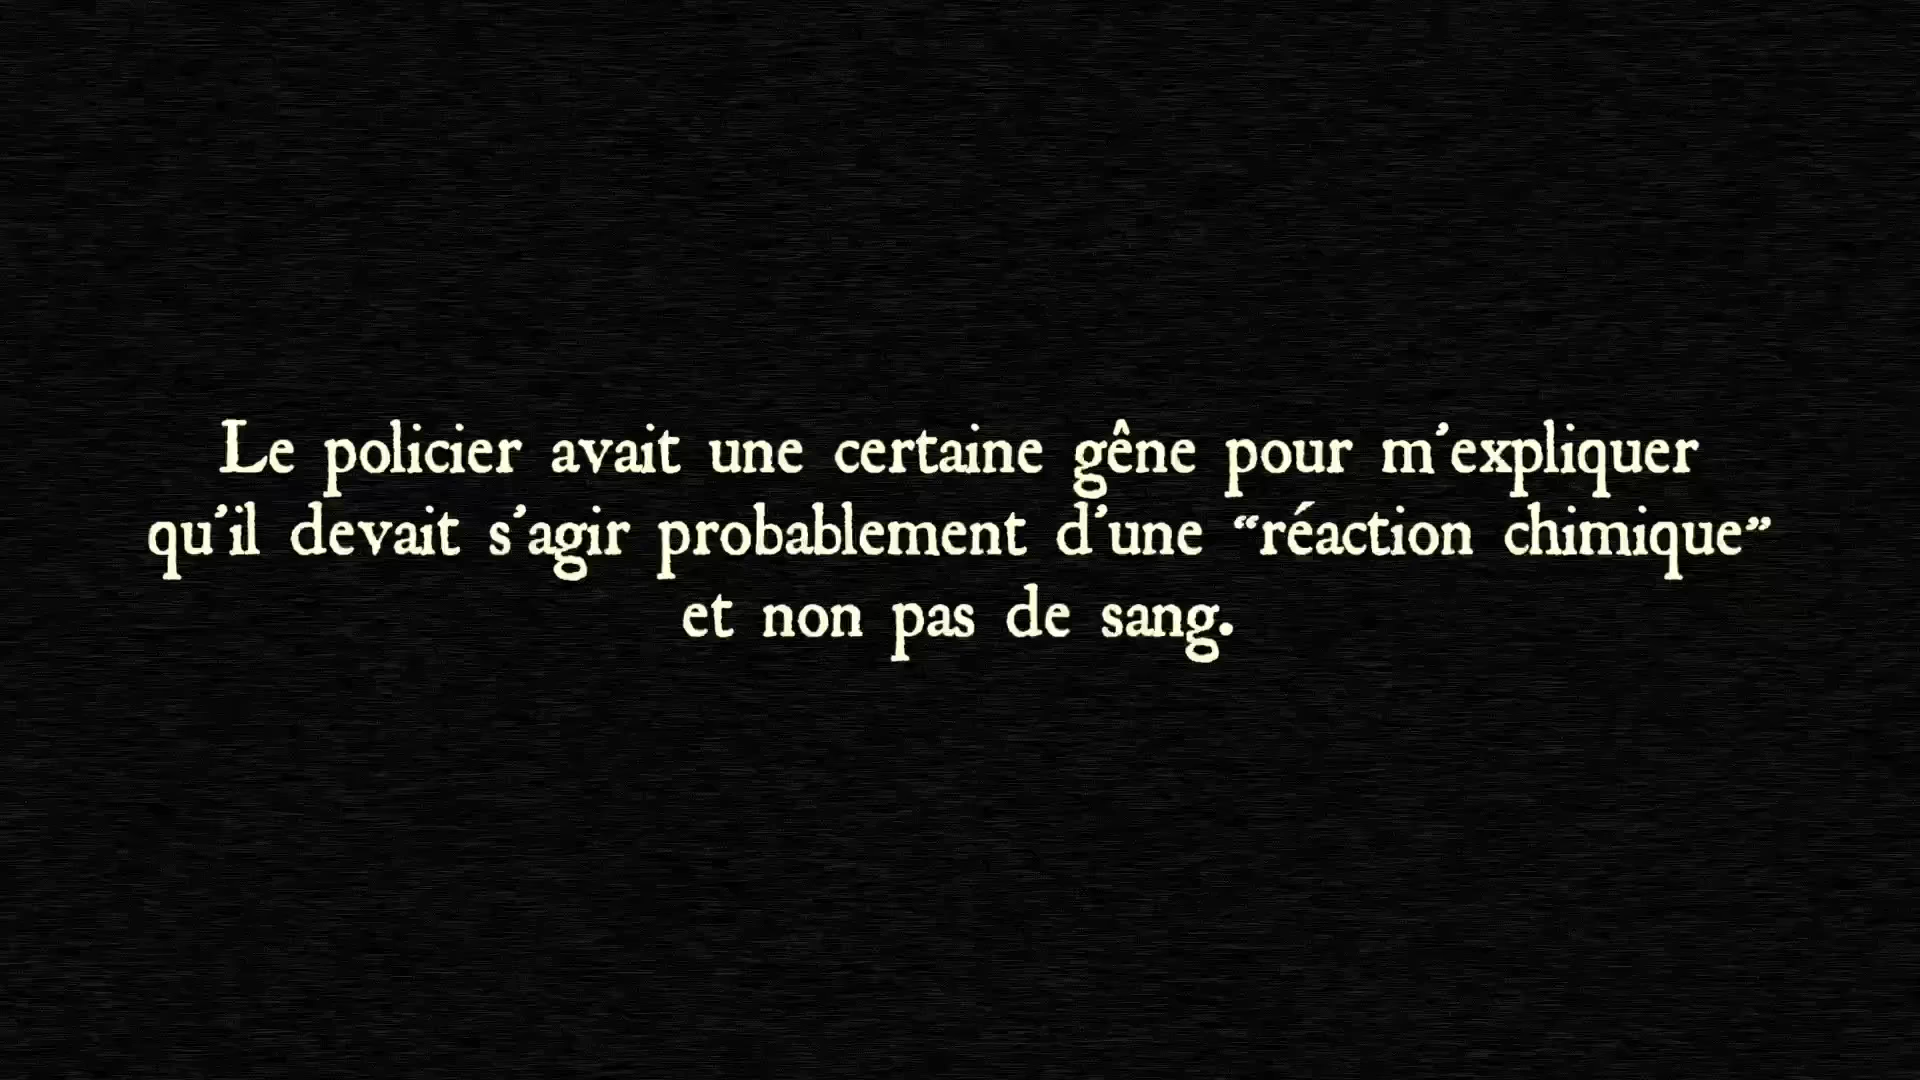 Le policier avait une certaine gêne pour m'expliquer
qu'il devait s'agir probablement d'une “réaction chimique”
et non pas de sang.